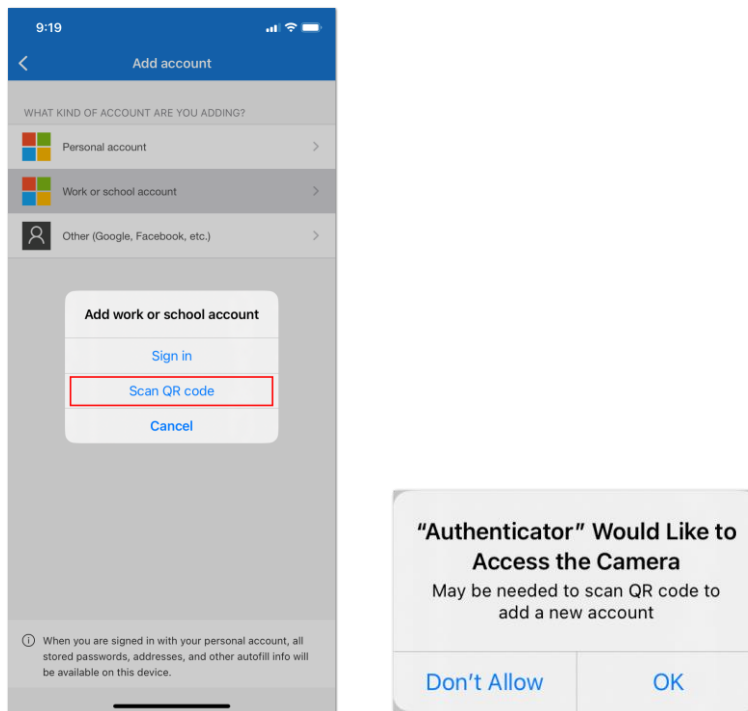 9:19
Add account
WHAT KIND OF ACCOUNT ARE YOU ADDING?
Personal account
Work or school account
Other (Google, Facebook, etc.)
Add work or school account
Sign in
Scan QR code
Cancel
When you are signed in with your personal account, all
stored passwords, addresses, and other autofill info will
be available on this device.
“Authenticator” Would Like to
Access the Camera
May be needed to scan QR code to
add a new account
Don’t Allow
OK